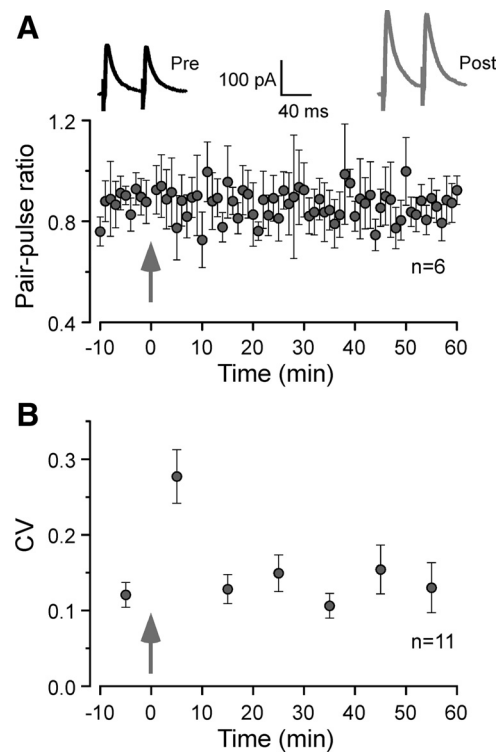 A
Pre
100 pA
40 ms
Post
Pair-pulse ratio
1.2
0.8
0.4
n=6
-10 0 10 20 30 40 50 60
Time (min)
B
CV
0.3
0.2
0.1
0.0
n=11
-10 0 10 20 30 40 50 60
Time (min)